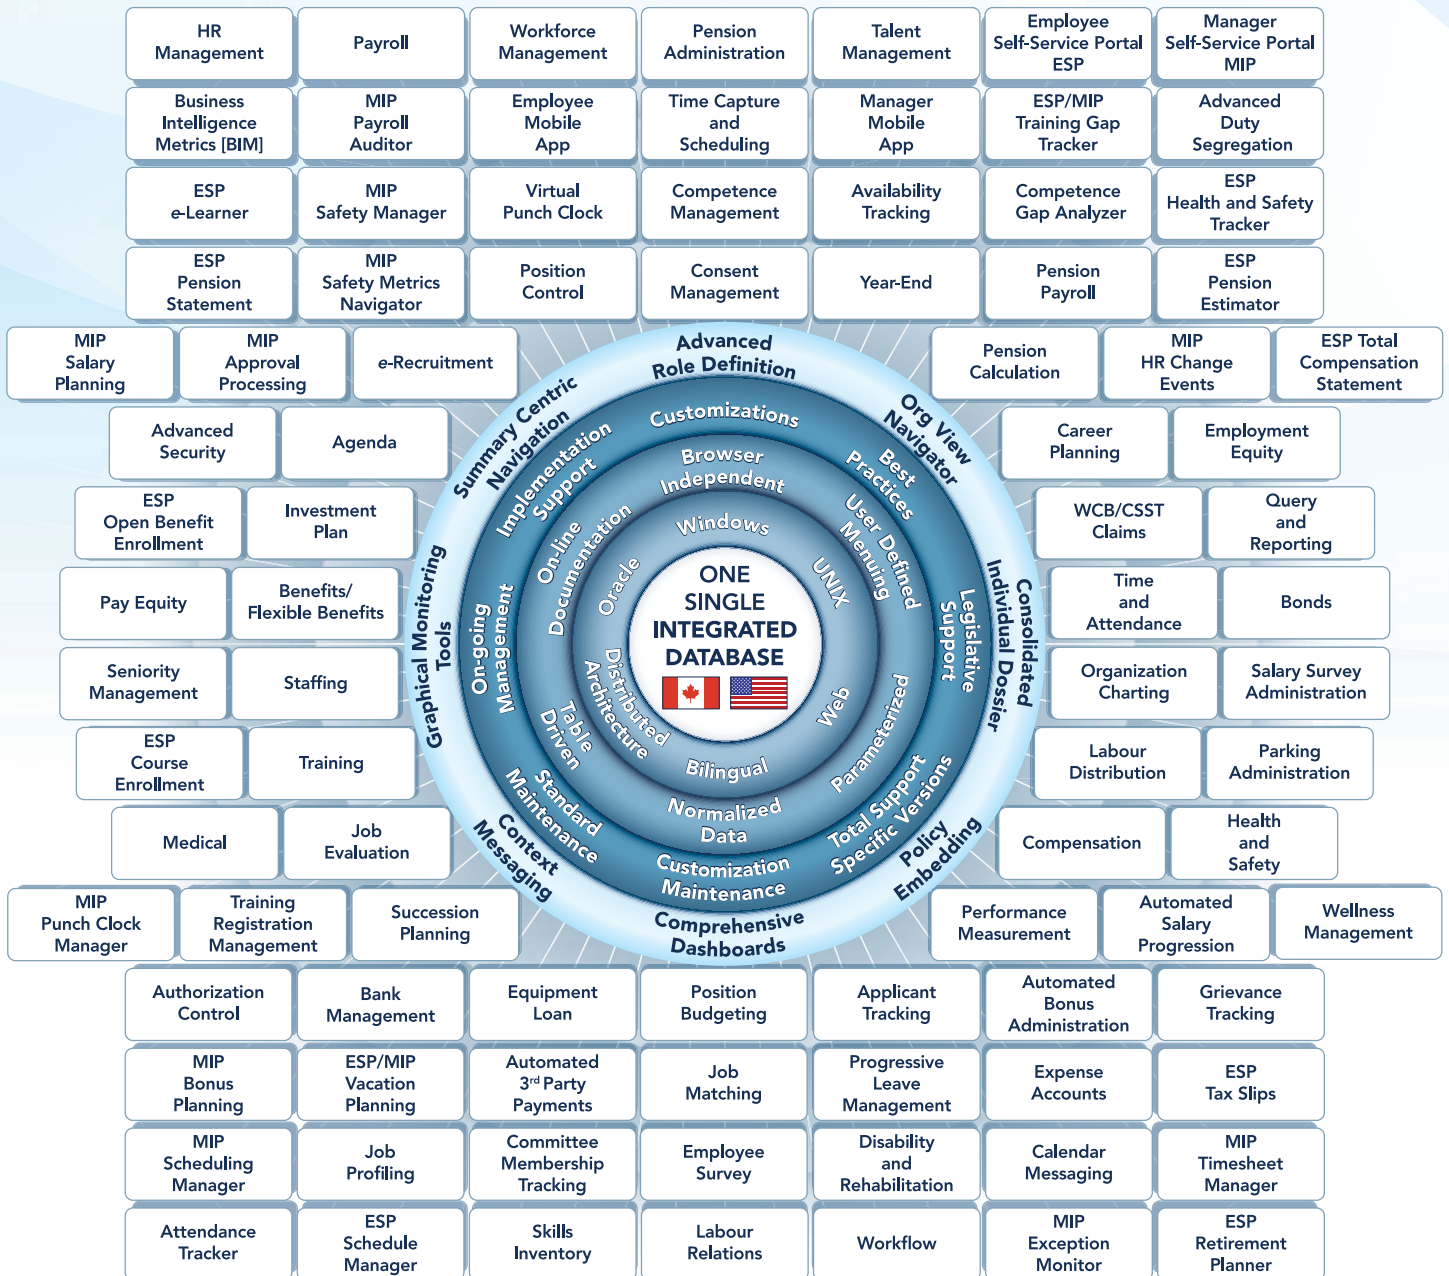 HR
Management
Payroll
Workforce
Management
Pension
Administration
Talent
Management
Employee
Self-Service Portal
ESP
Manager
Self-Service Portal
MIP
Business
Intelligence
Metrics [BIM]
MIP
Payroll
Auditor
Employee
Mobile
App
Time Capture
and
Scheduling
Manager
Mobile
App
ESP/MIP
Training Gap
Tracker
Advanced
Duty
Segregation
ESP
e-Learner
MIP
Safety Manager
Virtual
Punch Clock
Competence
Management
Availability
Tracking
Competence
Gap Analyzer
ESP
Health and Safety
Tracker
ESP
Pension
Statement
MIP
Safety Metrics
Navigator
Position
Control
Consent
Management
Year-End
Pension
Payroll
ESP
Pension
Estimator
MIP
Salary
Planning
MIP
Approval
Processing
e-Recruitment
Pension
Calculation
MIP
HR Change
Events
ESP Total
Compensation
Statement
Advanced
Security
Agenda
Career
Planning
Employment
Equity
ESP
Open Benefit
Enrollment
Investment
Plan
WCB/CSST
Claims
Query
and
Reporting
Pay Equity
Benefits/
Flexible Benefits
Time
and
Attendance
Bonds
Seniority
Management
Staffing
Organization
Charting
Salary Survey
Administration
ESP
Course
Enrollment
Training
Labour
Distribution
Parking
Administration
Medical
Job
Evaluation
Compensation
Health
and
Safety
MIP
Punch Clock
Manager
Training
Registration
Management
Succession
Planning
Performance
Measurement
Automated
Salary
Progression
Wellness
Management
Advanced
Role Definition
Org View
Navigator
Consolidated
Individual Dossier
Policy
Embedding
Comprehensive
Dashboards
Context
Messaging
Graphical Monitoring
Tools
Summary Centric
Navigation
Customizations
Best
Practices
Legislative
Support
Total Support
Specific Versions
Customization
Maintenance
Standard
Maintenance
On-going
Management
Implementation
Support
Browser
Independent
User Defined
Menuing
Parameterized
Normalized
Data
Table
Driven
On-line
Documentation
Windows
UNIX
Web
Bilingual
Distributed
Architecture
Oracle
ONE
SINGLE
INTEGRATED
DATABASE
Authorization
Control
Bank
Management
Equipment
Loan
Position
Budgeting
Applicant
Tracking
Automated
Bonus
Administration
Grievance
Tracking
MIP
Bonus
Planning
ESP/MIP
Vacation
Planning
Automated
3rd Party
Payments
Job
Matching
Progressive
Leave
Management
Expense
Accounts
ESP
Tax Slips
MIP
Scheduling
Manager
Job
Profiling
Committee
Membership
Tracking
Employee
Survey
Disability
and
Rehabilitation
Calendar
Messaging
MIP
Timesheet
Manager
Attendance
Tracker
ESP
Schedule
Manager
Skills
Inventory
Labour
Relations
Workflow
MIP
Exception
Monitor
ESP
Retirement
Planner